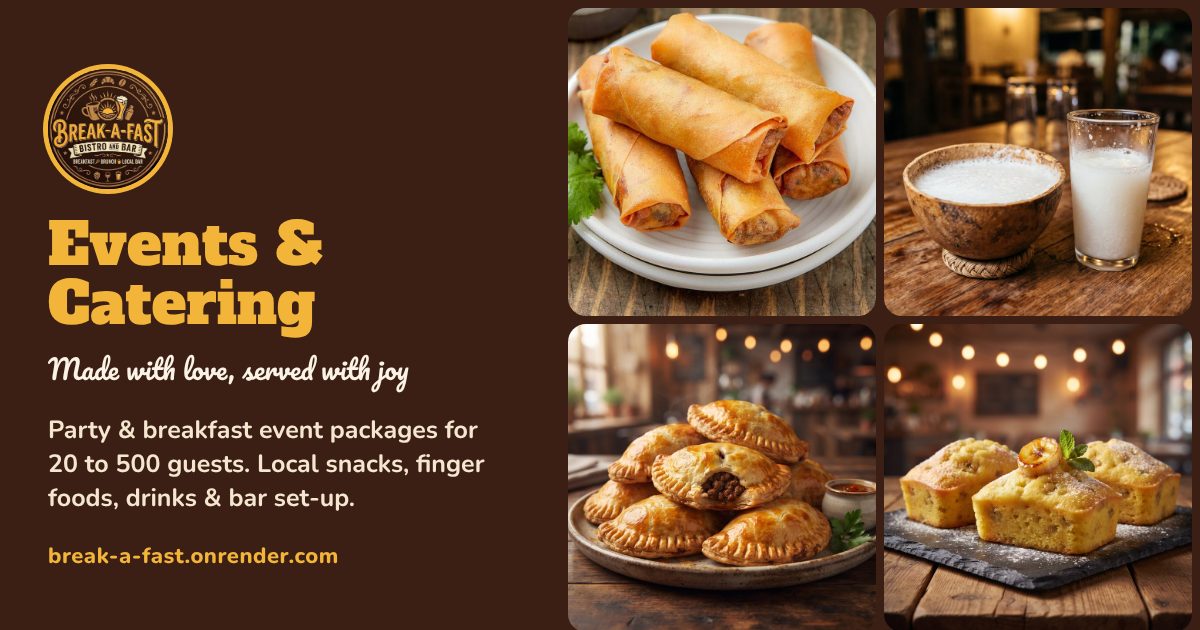 BREAK-A-FAST
BISTRO AND BAR
BREAKFAST BRUNCH LOCAL BAR
Events &
Catering
Made with love, served with joy
Party & breakfast event packages for
20 to 500 guests. Local snacks, finger
foods, drinks & bar set-up.
break-a-fast.onrender.com